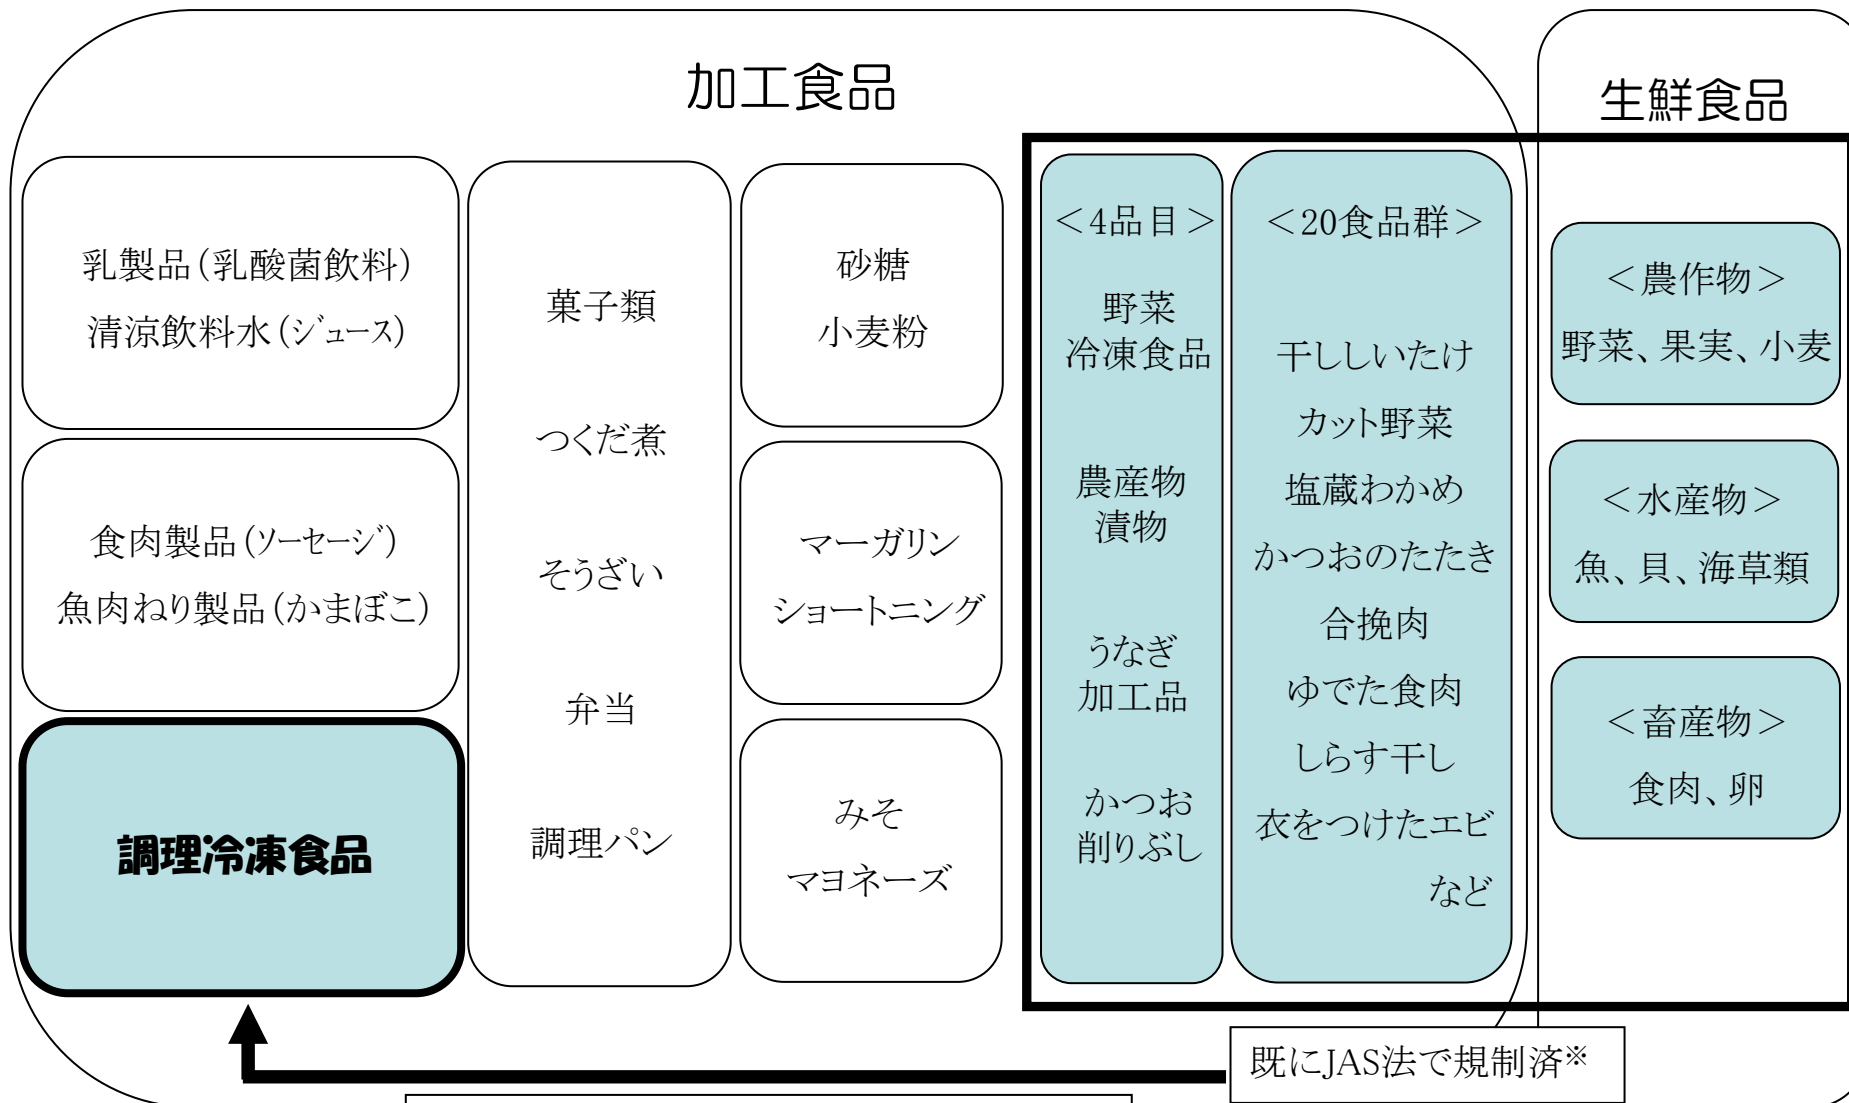 加工食品
生鮮食品
乳製品(乳酸菌飲料)
清涼飲料水(ジュース)
食肉製品(ソーセージ)
魚肉ねり製品(かまぼこ)
調理冷凍食品
菓子類
つくだ煮
そうざい
弁当
調理パン
砂糖
小麦粉
マーガリン
ショートニング
みそ
マヨネーズ
<4品目>
野菜
冷凍食品
農産物
漬物
うなぎ
加工品
かつお
削りぶし
<20食品群>
干ししいたけ
カット野菜
塩蔵わかめ
かつおのたたき
合挽肉
ゆでた食肉
しらす干し
衣をつけたエビ
など
<農作物>
野菜、果実、小麦
<水産物>
魚、貝、海草類
<畜産物>
食肉、卵
既にJAS法で規制済※